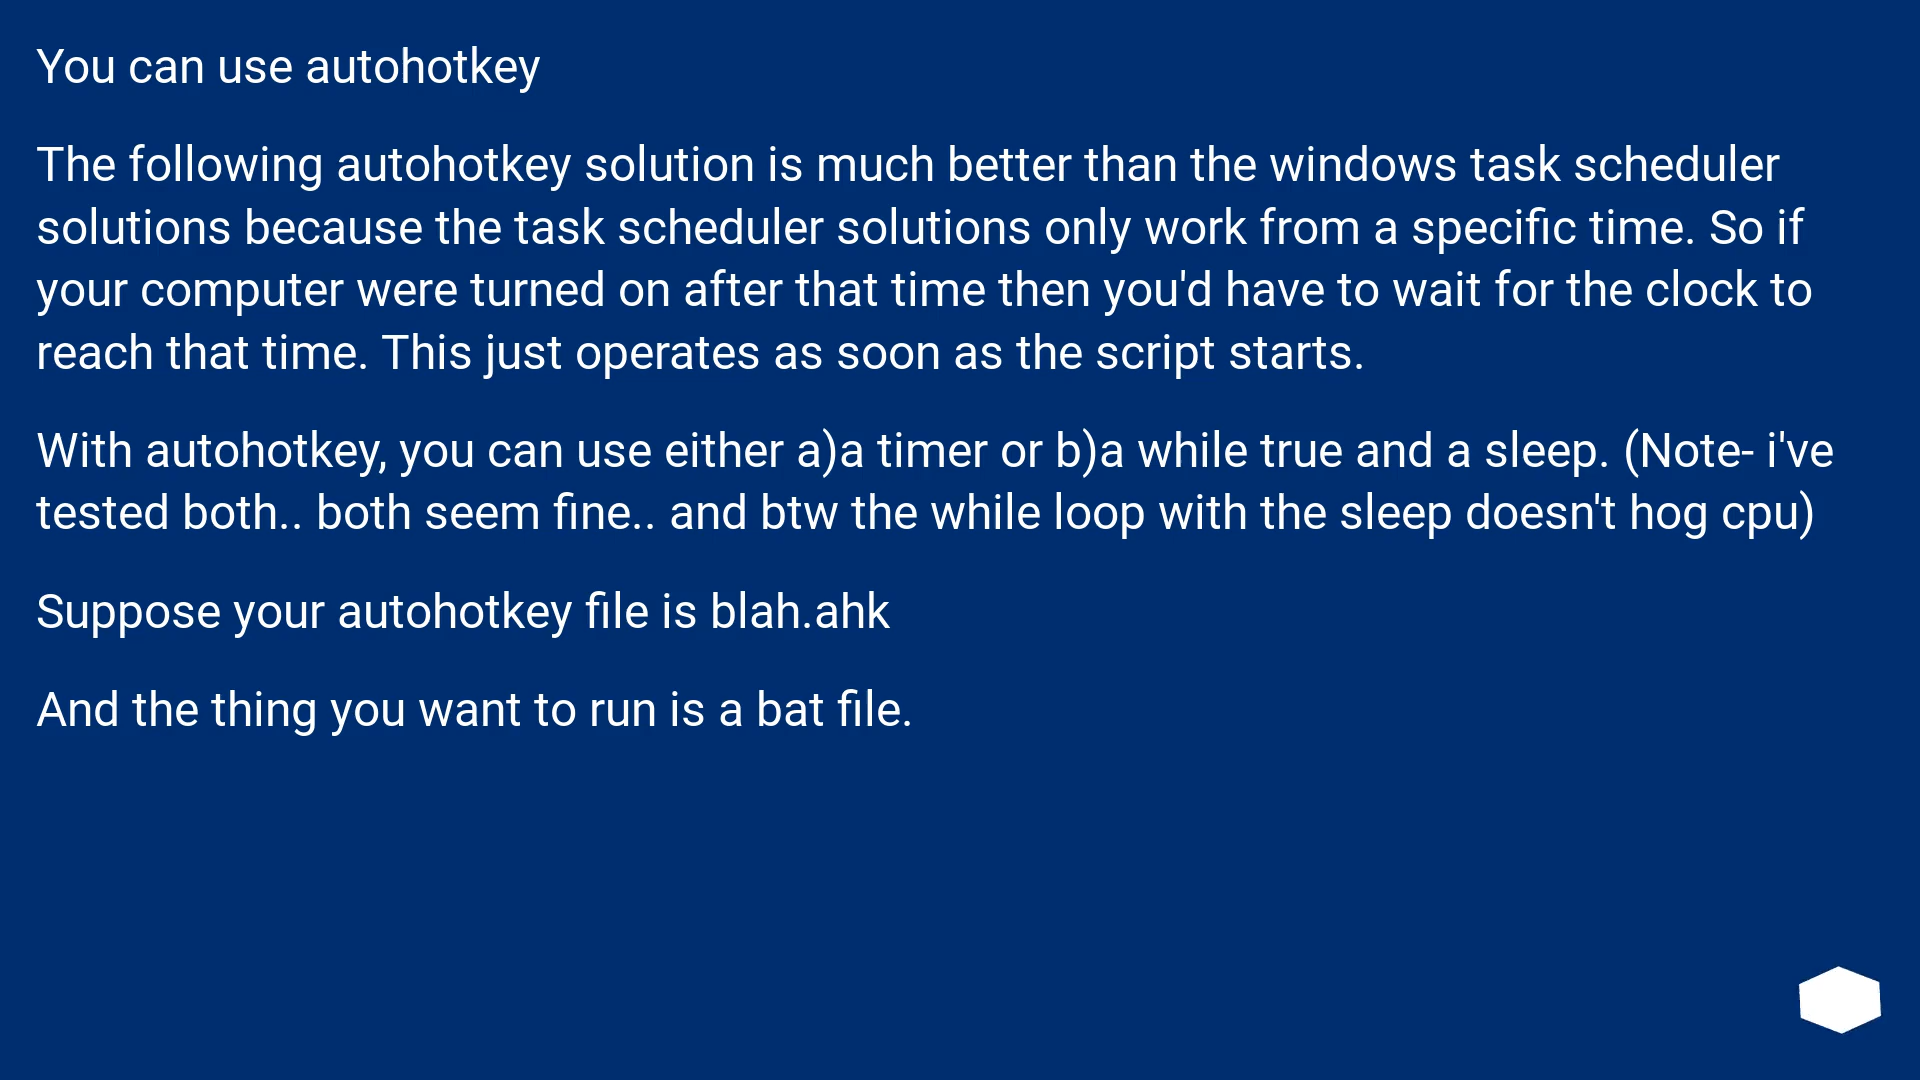 You can use autohotkey
The following autohotkey solution is much better than the windows task scheduler
solutions because the task scheduler solutions only work from a specific time. So if
your computer were turned on after that time then you'd have to wait for the clock to
reach that time. This just operates as soon as the script starts.
With autohotkey, you can use either a)a timer or b)a while true and a sleep. (Note- i've
tested both.. both seem fine.. and btw the while loop with the sleep doesn't hog cpu)
Suppose your autohotkey file is blah.ahk
And the thing you want to run is a bat file.